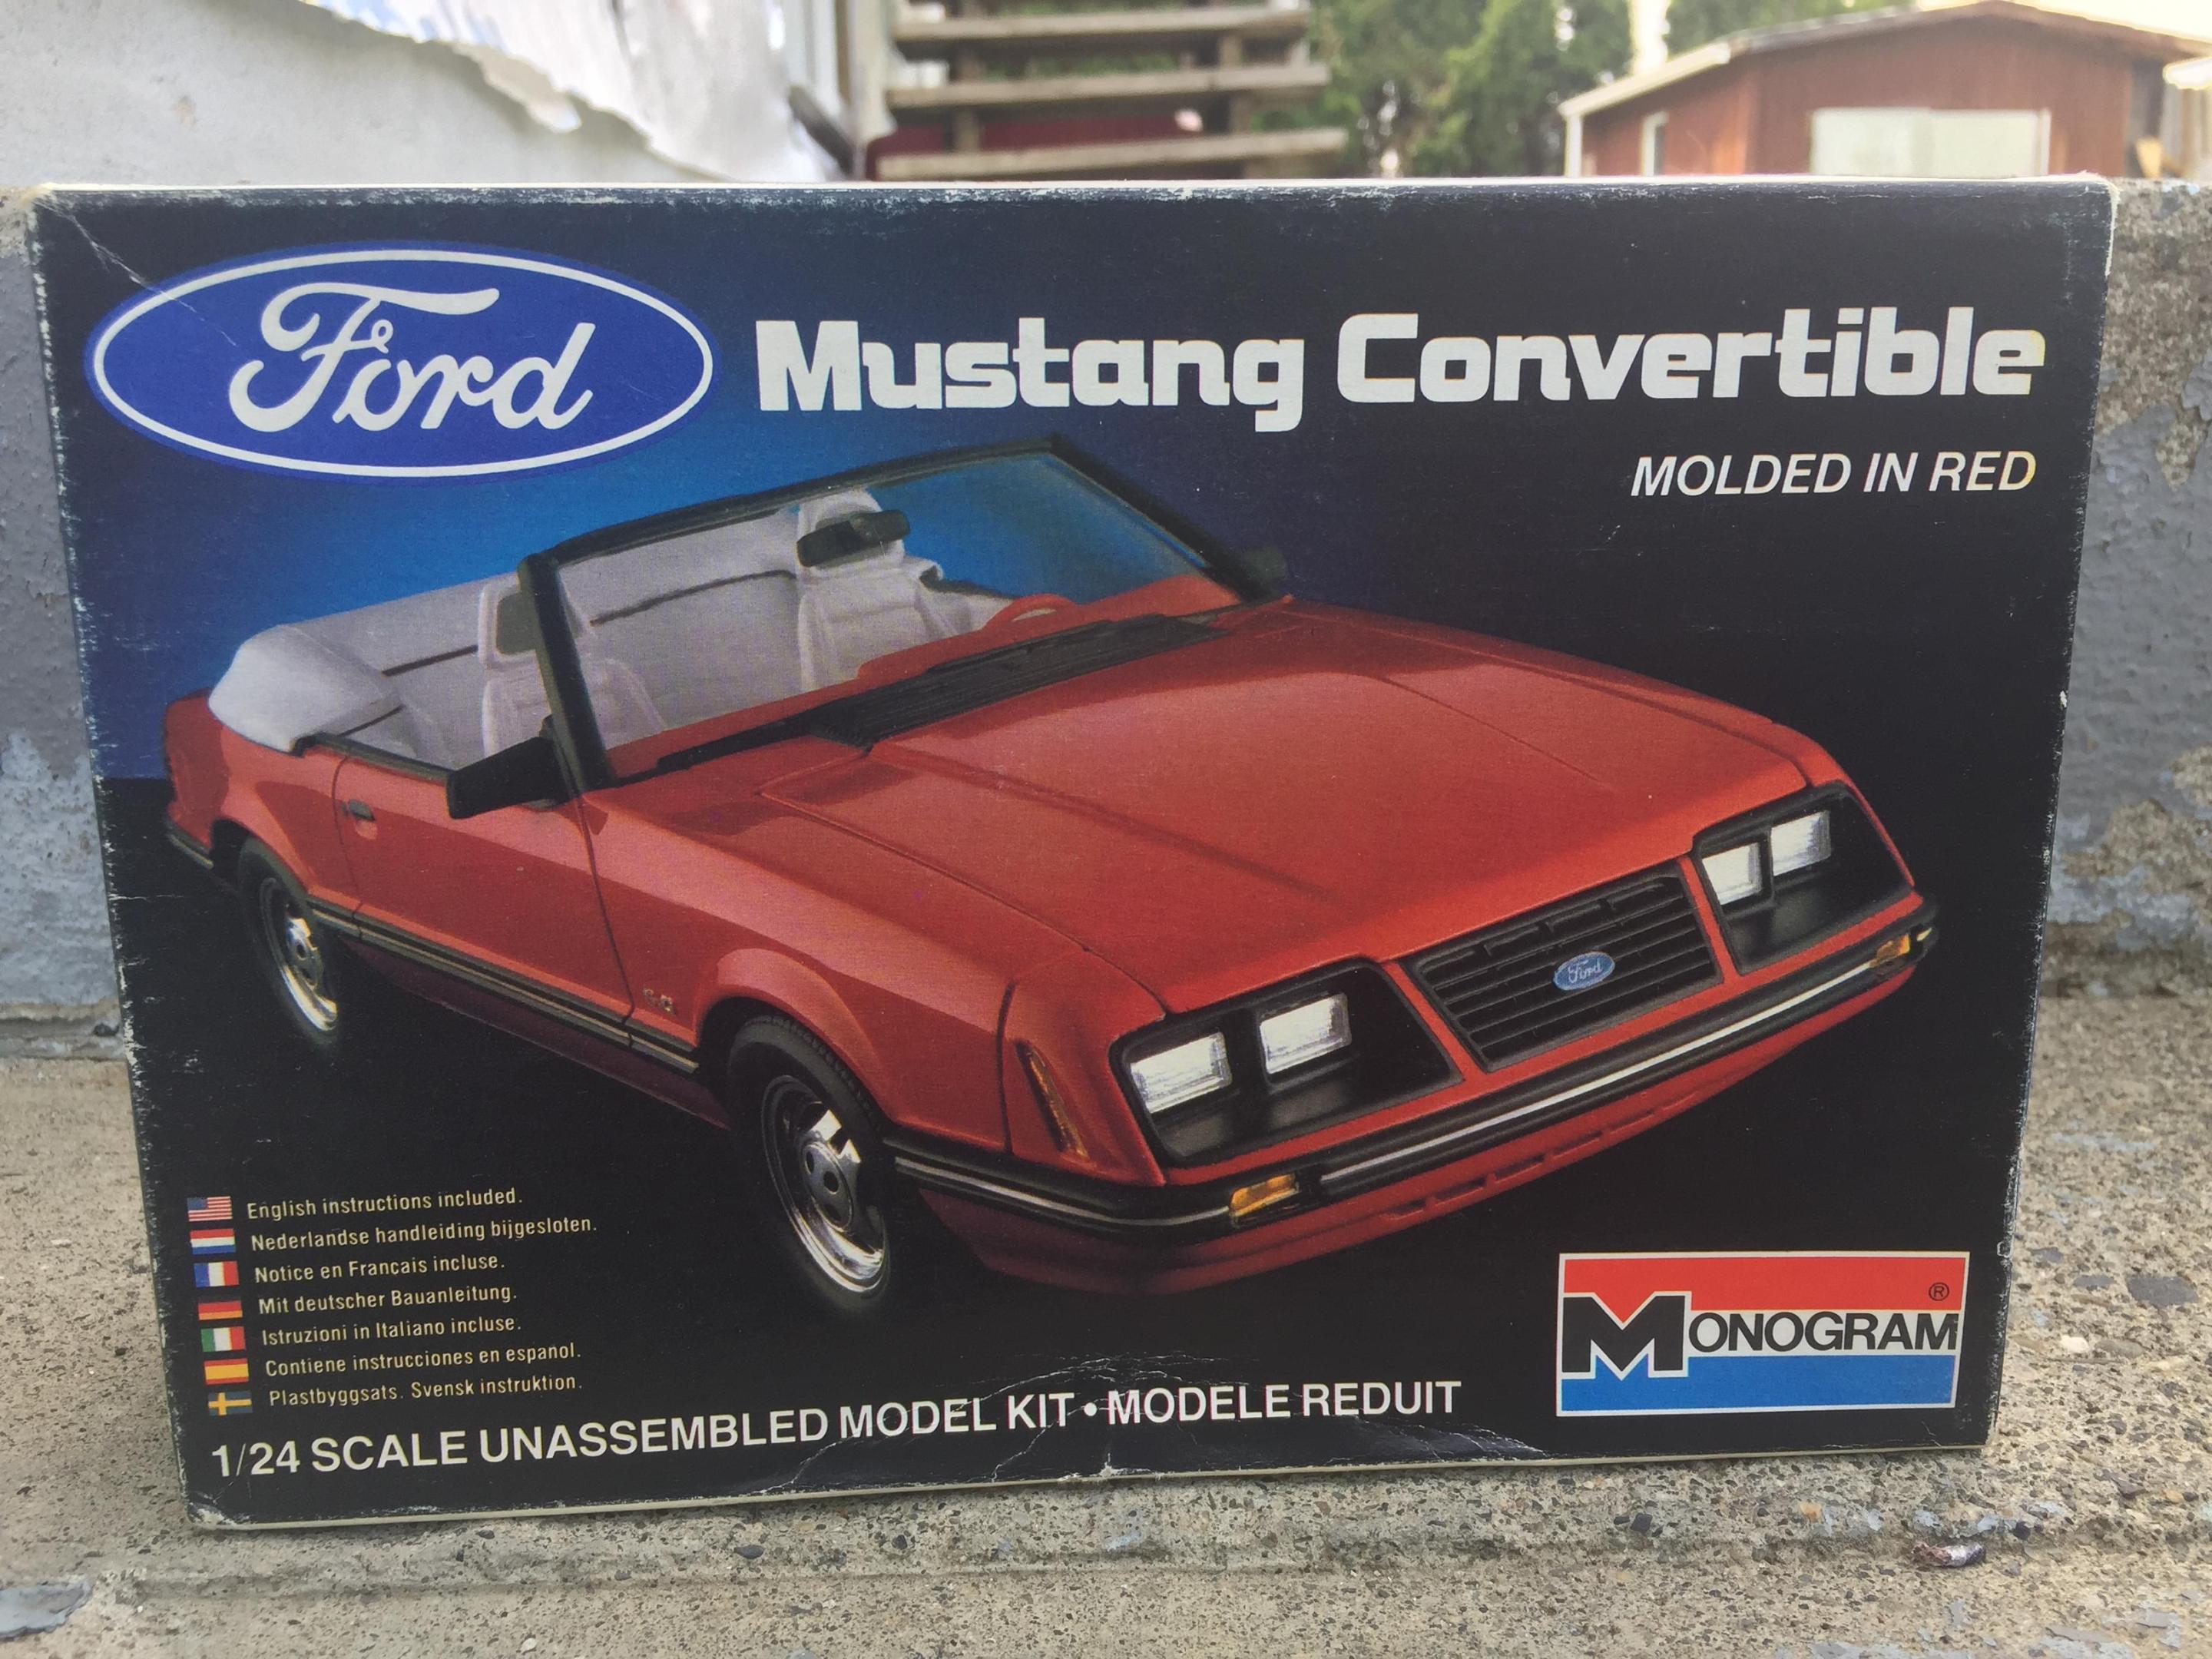 Ford
Mustang Convertible
MOLDED IN RED
Ford
English instructions included.
Nederlandse handleiding bijgesloten.
Notice en Français incluse.
Mit deutscher Bauanleitung.
Istruzioni in Italiano incluse.
Contiene instrucciones en espanol.
Plastbyggsats. Svensk instruktion.
1/24 SCALE UNASSEMBLED MODEL KIT • MODELE REDUIT
MONOGRAM ®